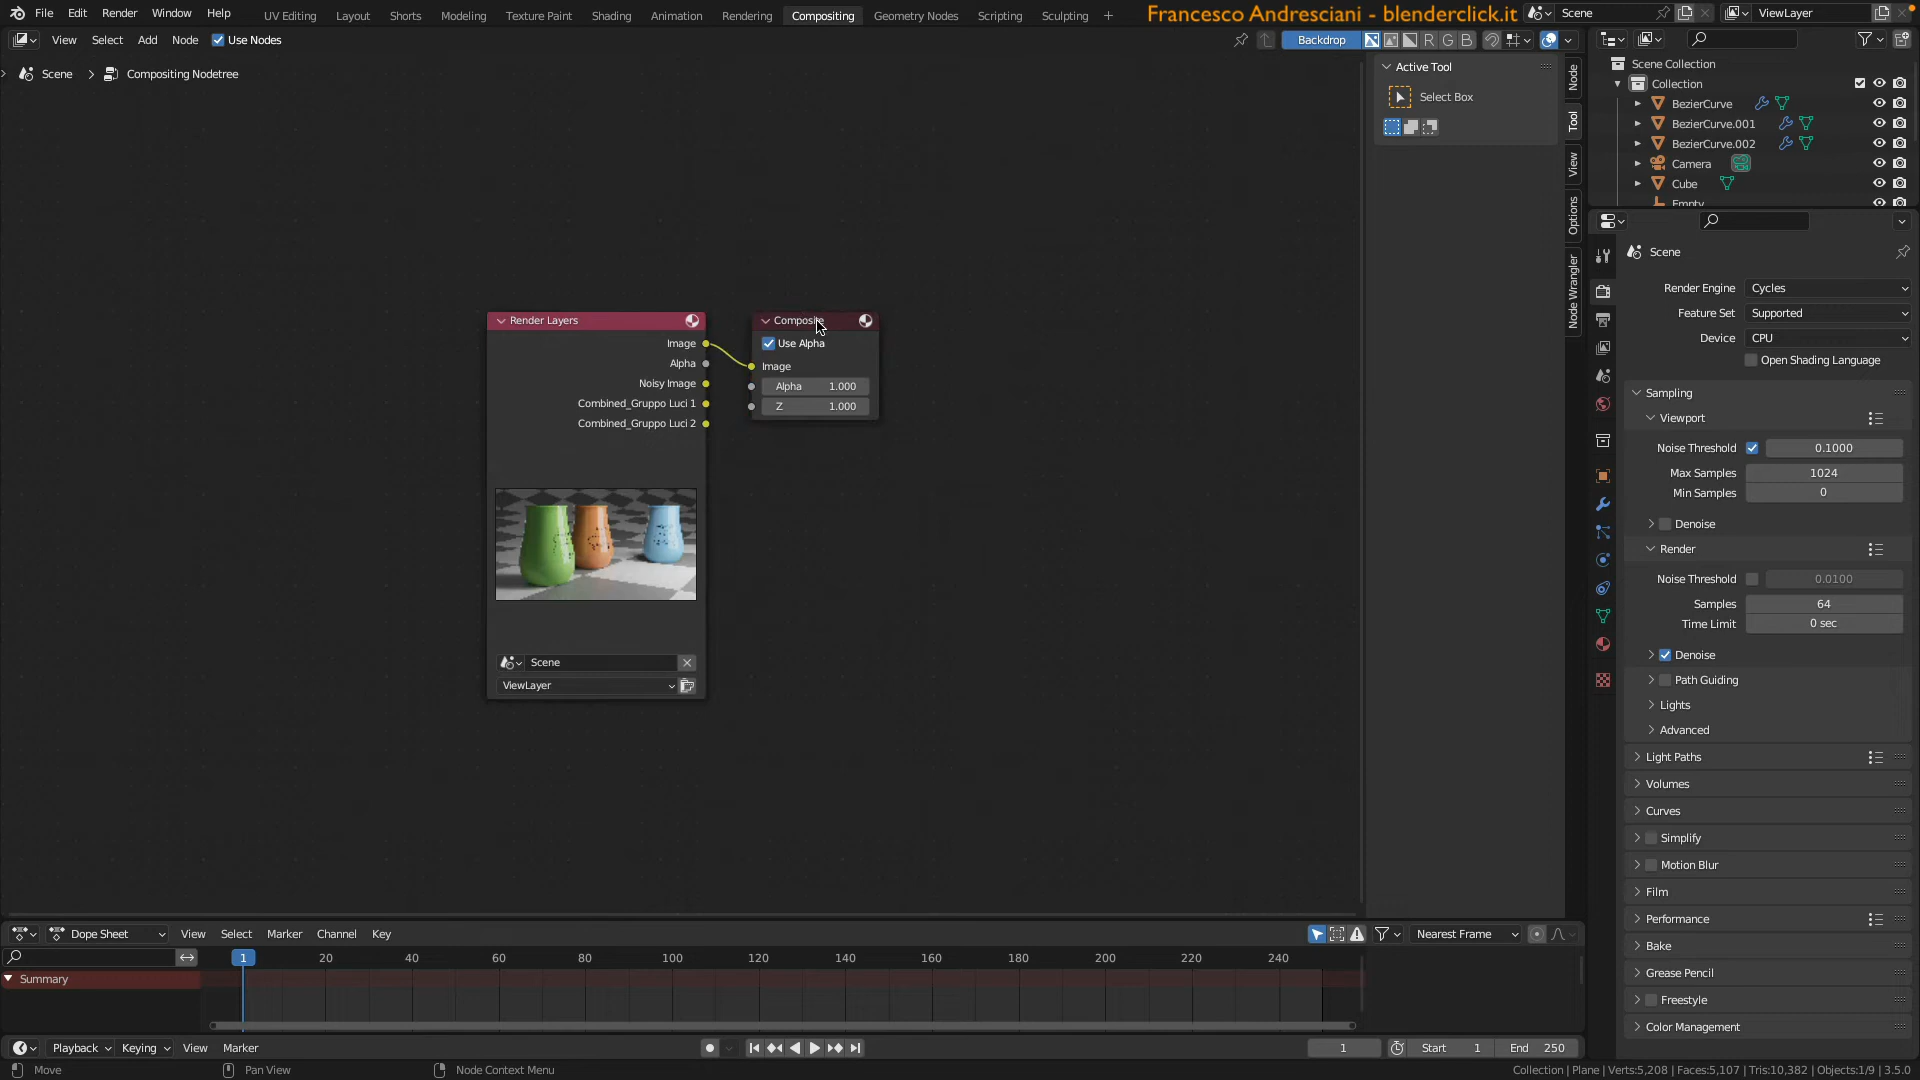 File Edit Render Window Help UV Editing Layout Shorts Modeling Texture Paint Shading Animation Rendering Compositing Geometry Nodes Scripting Sculpting + Francesco Andresciani - blenderclick.it Scene ViewLayer
View Select Add Node Use Nodes Backdrop R G B
Scene > Compositing Nodetree
Active Tool
Select Box
Node
Tool
View
Options
Node Wrangler
Render Layers
Image
Alpha
Noisy Image
Combined_Gruppo Luci 1
Combined_Gruppo Luci 2
Scene
ViewLayer
Composite
Use Alpha
Image
Alpha 1.000
Z 1.000
Scene Collection
Collection
BezierCurve
BezierCurve.001
BezierCurve.002
Camera
Cube
Empty
Scene
Render Engine Cycles
Feature Set Supported
Device CPU
Open Shading Language
Sampling
Viewport
Noise Threshold 0.1000
Max Samples 1024
Min Samples 0
Denoise
Render
Noise Threshold 0.0100
Samples 64
Time Limit 0 sec
Denoise
Path Guiding
Lights
Advanced
Light Paths
Volumes
Curves
Simplify
Motion Blur
Film
Performance
Bake
Grease Pencil
Freestyle
Color Management
Dope Sheet View Select Marker Channel Key Nearest Frame
1 20 40 60 80 100 120 140 160 180 200 220 240
Summary
Playback Keying View Marker 1 Start 1 End 250
Move Pan View Node Context Menu Collection | Plane | Verts:5,208 | Faces:5,107 | Tris:10,382 | Objects:1/9 | 3.5.0